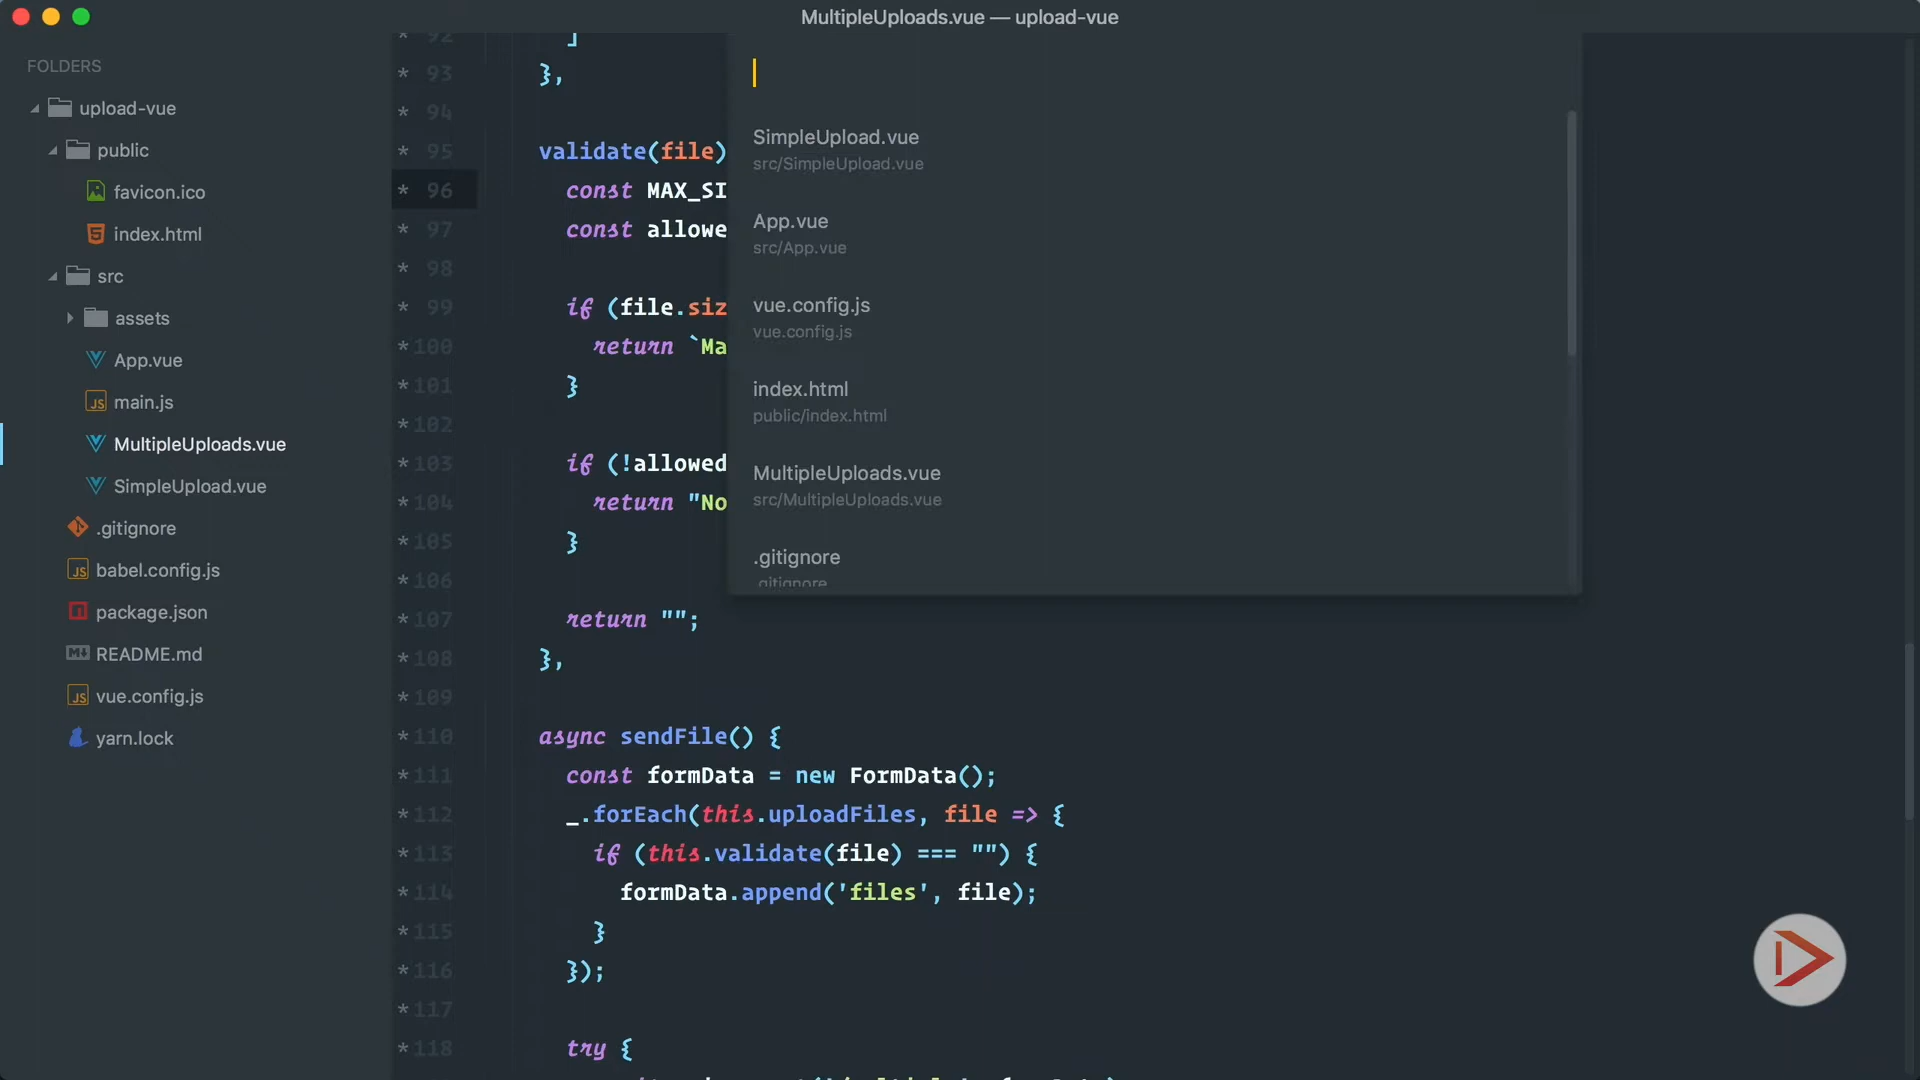 MultipleUploads.vue — upload-vue
FOLDERS
upload-vue
public
favicon.ico
index.html
src
assets
App.vue
main.js
MultipleUploads.vue
SimpleUpload.vue
.gitignore
babel.config.js
package.json
README.md
vue.config.js
yarn.lock
* 92 ]
* 93 },
* 94
* 95 validate(file)
* 96 const MAX_SI
* 97 const allowe
* 98
* 99 if (file.siz
*100 return `Ma
*101 }
*102
*103 if (!allowed
*104 return "No
*105 }
*106
*107 return "";
*108 },
*109
*110 async sendFile() {
*111 const formData = new FormData();
*112 _.forEach(this.uploadFiles, file => {
*113 if (this.validate(file) === "") {
*114 formData.append('files', file);
*115 }
*116 });
*117
*118 try {
SimpleUpload.vue
src/SimpleUpload.vue
App.vue
src/App.vue
vue.config.js
vue.config.js
index.html
public/index.html
MultipleUploads.vue
src/MultipleUploads.vue
.gitignore
.gitignore